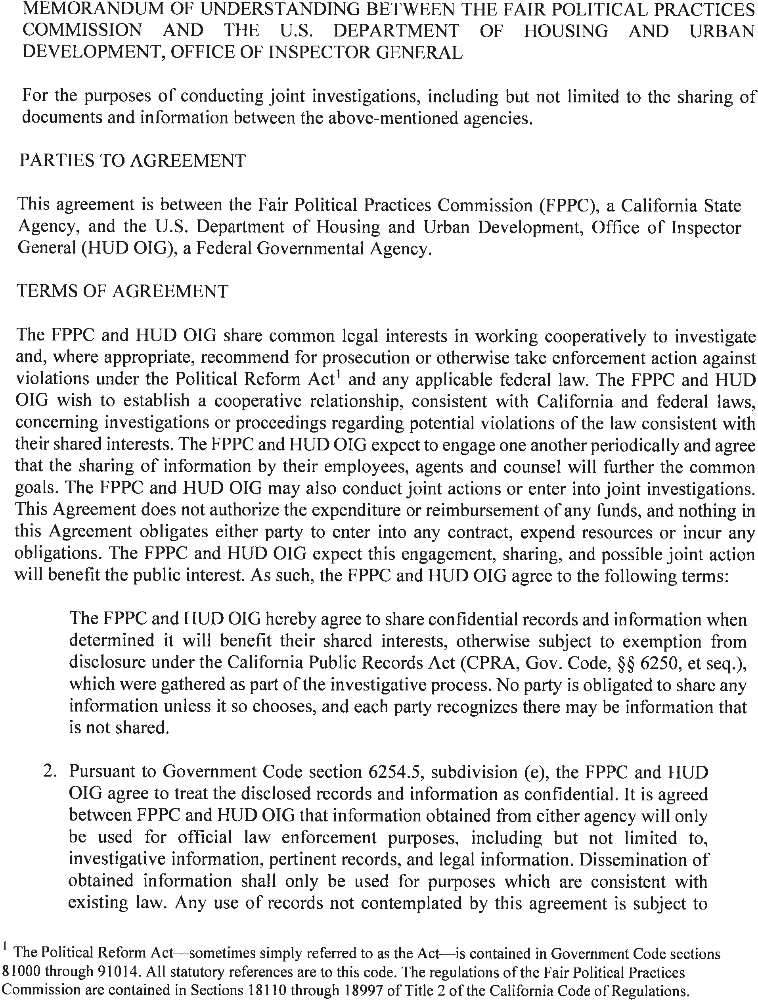 MEMORANDUM OF UNDERSTANDING BETWEEN THE FAIR POLITICAL PRACTICES
COMMISSION AND THE U.S. DEPARTMENT OF HOUSING AND URBAN
DEVELOPMENT, OFFICE OF INSPECTOR GENERAL
For the purposes of conducting joint investigations, including but not limited to the sharing of
documents and information between the above-mentioned agencies.
PARTIES TO AGREEMENT
This agreement is between the Fair Political Practices Commission (FPPC), a California State
Agency, and the U.S. Department of Housing and Urban Development, Office of Inspector
General (HUD OIG), a Federal Governmental Agency.
TERMS OF AGREEMENT
The FPPC and HUD OIG share common legal interests in working cooperatively to investigate
and, where appropriate, recommend for prosecution or otherwise take enforcement action against
violations under the Political Reform Act¹ and any applicable federal law. The FPPC and HUD
OIG wish to establish a cooperative relationship, consistent with California and federal laws,
concerning investigations or proceedings regarding potential violations of the law consistent with
their shared interests. The FPPC and HUD OIG expect to engage one another periodically and agree
that the sharing of information by their employees, agents and counsel will further the common
goals. The FPPC and HUD OIG may also conduct joint actions or enter into joint investigations.
This Agreement does not authorize the expenditure or reimbursement of any funds, and nothing in
this Agreement obligates either party to enter into any contract, expend resources or incur any
obligations. The FPPC and HUD OIG expect this engagement, sharing, and possible joint action
will benefit the public interest. As such, the FPPC and HUD OIG agree to the following terms:
The FPPC and HUD OIG hereby agree to share confidential records and information when
determined it will benefit their shared interests, otherwise subject to exemption from
disclosure under the California Public Records Act (CPRA, Gov. Code, §§ 6250, et seq.),
which were gathered as part of the investigative process. No party is obligated to share any
information unless it so chooses, and each party recognizes there may be information that
is not shared.
2. Pursuant to Government Code section 6254.5, subdivision (e), the FPPC and HUD
OIG agree to treat the disclosed records and information as confidential. It is agreed
between FPPC and HUD OIG that information obtained from either agency will only
be used for official law enforcement purposes, including but not limited to,
investigative information, pertinent records, and legal information. Dissemination of
obtained information shall only be used for purposes which are consistent with
existing law. Any use of records not contemplated by this agreement is subject to
¹ The Political Reform Act—sometimes simply referred to as the Act—is contained in Government Code sections
81000 through 91014. All statutory references are to this code. The regulations of the Fair Political Practices
Commission are contained in Sections 18110 through 18997 of Title 2 of the California Code of Regulations.